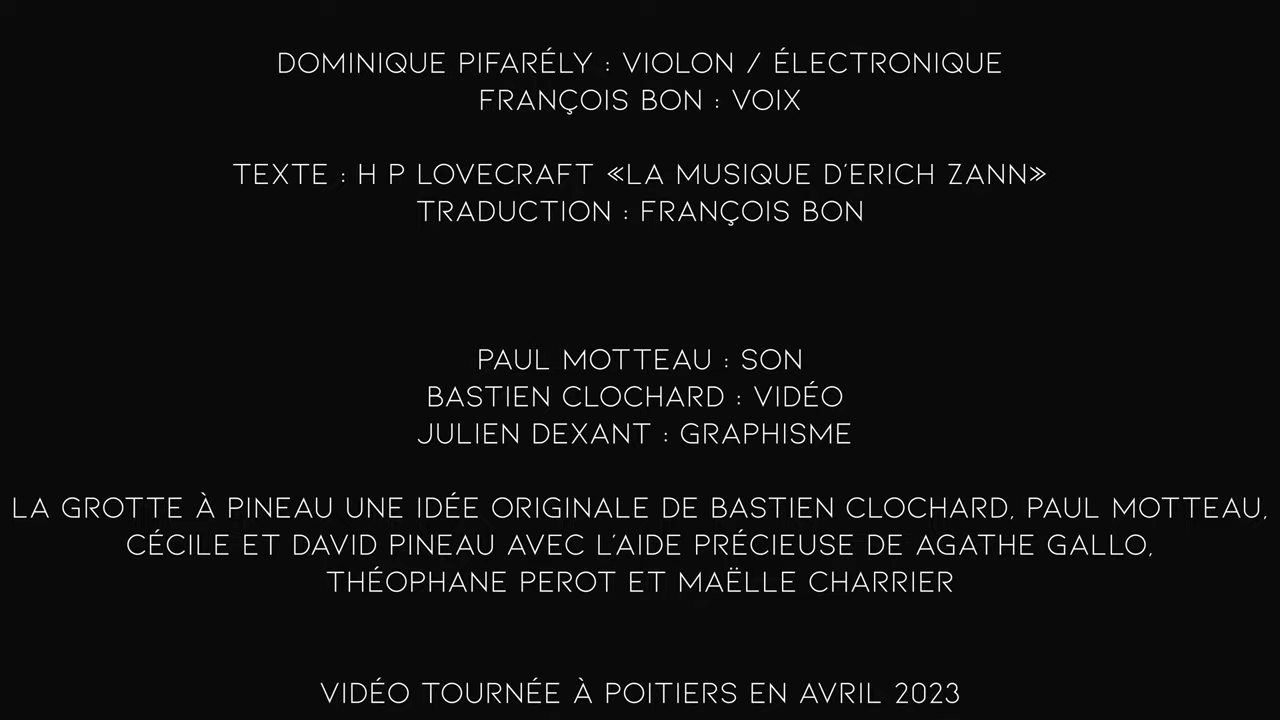 DOMINIQUE PIFARÉLY : VIOLON / ÉLECTRONIQUE
FRANÇOIS BON : VOIX
TEXTE : H P LOVECRAFT «LA MUSIQUE D'ERICH ZANN»
TRADUCTION : FRANÇOIS BON
PAUL MOTTEAU : SON
BASTIEN CLOCHARD : VIDÉO
JULIEN DEXANT : GRAPHISME
LA GROTTE À PINEAU UNE IDÉE ORIGINALE DE BASTIEN CLOCHARD, PAUL MOTTEAU,
CÉCILE ET DAVID PINEAU AVEC L'AIDE PRÉCIEUSE DE AGATHE GALLO,
THÉOPHANE PEROT ET MAËLLE CHARRIER
VIDÉO TOURNÉE À POITIERS EN AVRIL 2023